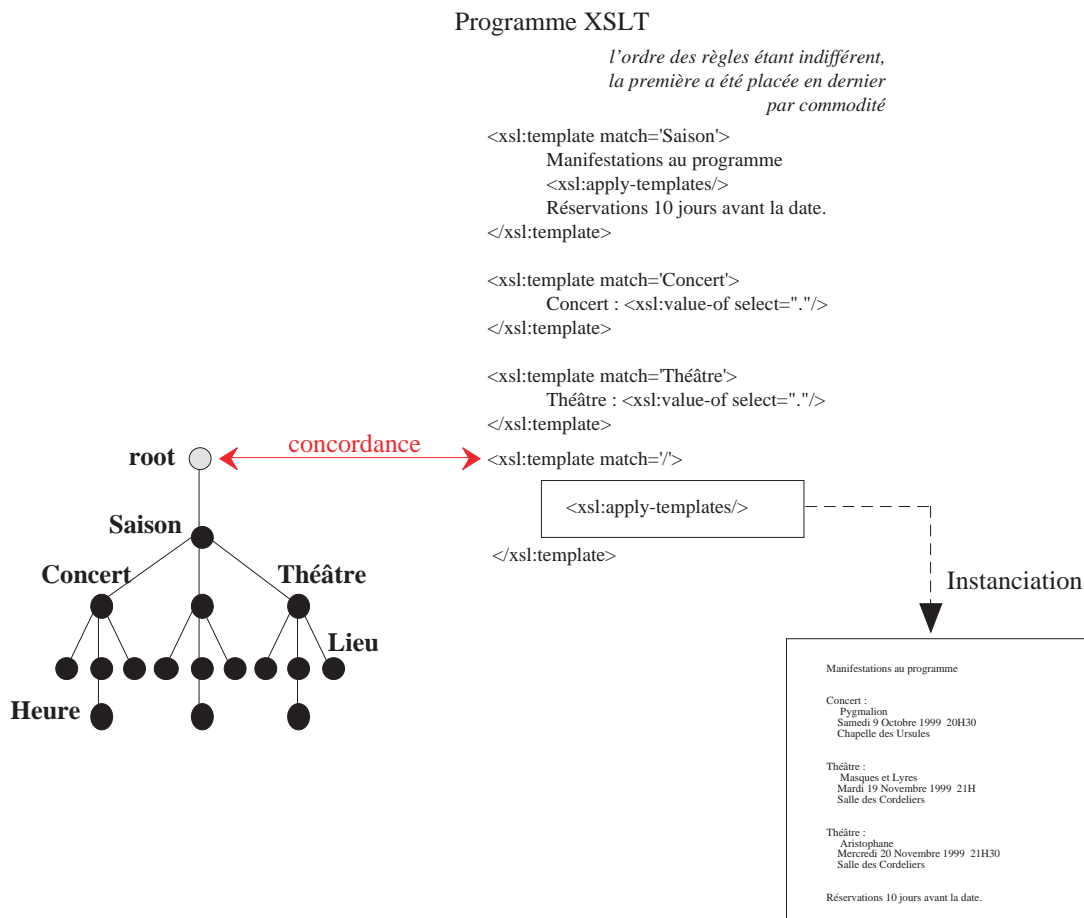 Programme XSLT
l'ordre des règles étant indifférent,
la première a été placée en dernier
par commodité
<xsl:template match='Saison'>
Manifestations au programme
<xsl:apply-templates/>
Réservations 10 jours avant la date.
</xsl:template>
<xsl:template match='Concert'>
Concert : <xsl:value-of select="."/>
</xsl:template>
<xsl:template match='Théâtre'>
Théâtre : <xsl:value-of select="."/>
</xsl:template>
root
concordance
<xsl:template match='/'>
<xsl:apply-templates/>
</xsl:template>
Saison
Concert
Théâtre
Lieu
Heure
Instanciation
Manifestations au programme
Concert :
Pygmalion
Samedi 9 Octobre 1999 20H30
Chapelle des Ursules
Théâtre :
Masques et Lyres
Mardi 19 Novembre 1999 21H
Salle des Cordeliers
Théâtre :
Aristophane
Mercredi 20 Novembre 1999 21H30
Salle des Cordeliers
Réservations 10 jours avant la date.